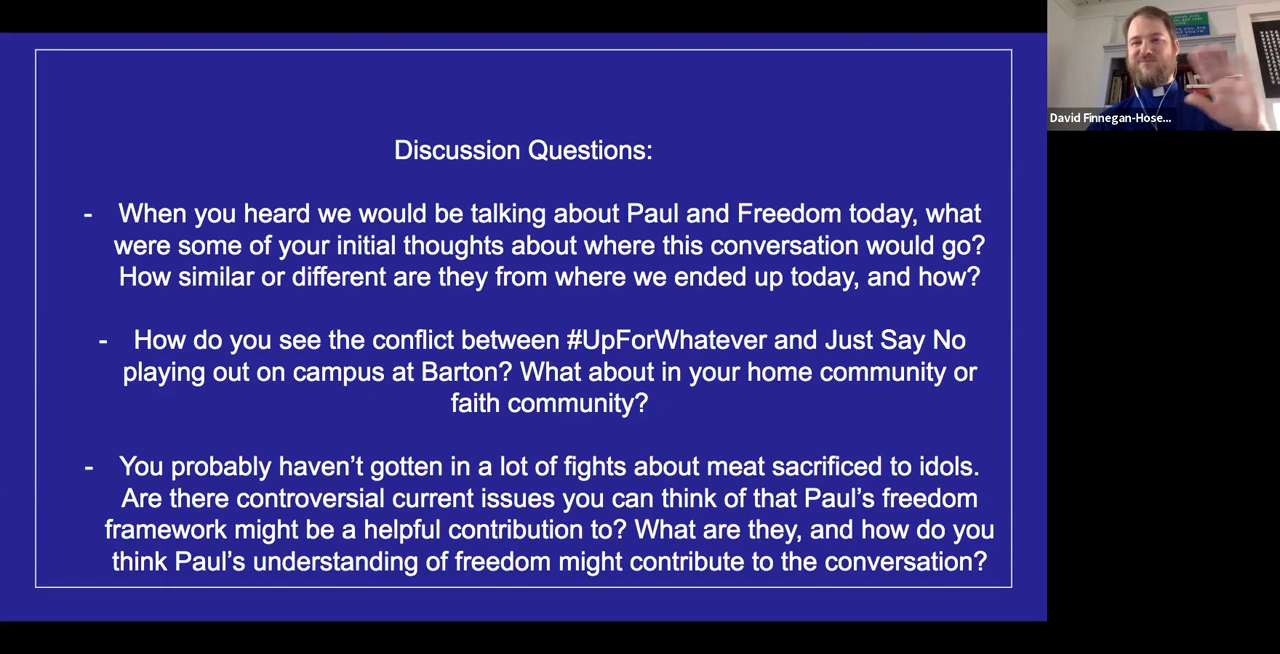 Discussion Questions:
- When you heard we would be talking about Paul and Freedom today, what
were some of your initial thoughts about where this conversation would go?
How similar or different are they from where we ended up today, and how?
- How do you see the conflict between #UpForWhatever and Just Say No
playing out on campus at Barton? What about in your home community or
faith community?
- You probably haven’t gotten in a lot of fights about meat sacrificed to idols.
Are there controversial current issues you can think of that Paul’s freedom
framework might be a helpful contribution to? What are they, and how do you
think Paul’s understanding of freedom might contribute to the conversation?
David Finnegan-Hose...